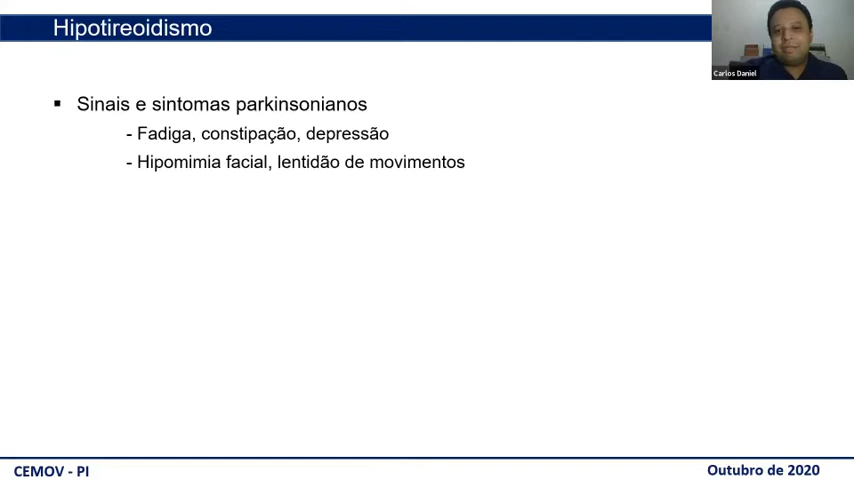 Hipotireoidismo
Carlos Daniel
▪ Sinais e sintomas parkinsonianos
- Fadiga, constipação, depressão
- Hipomimia facial, lentidão de movimentos
CEMOV - PI
Outubro de 2020